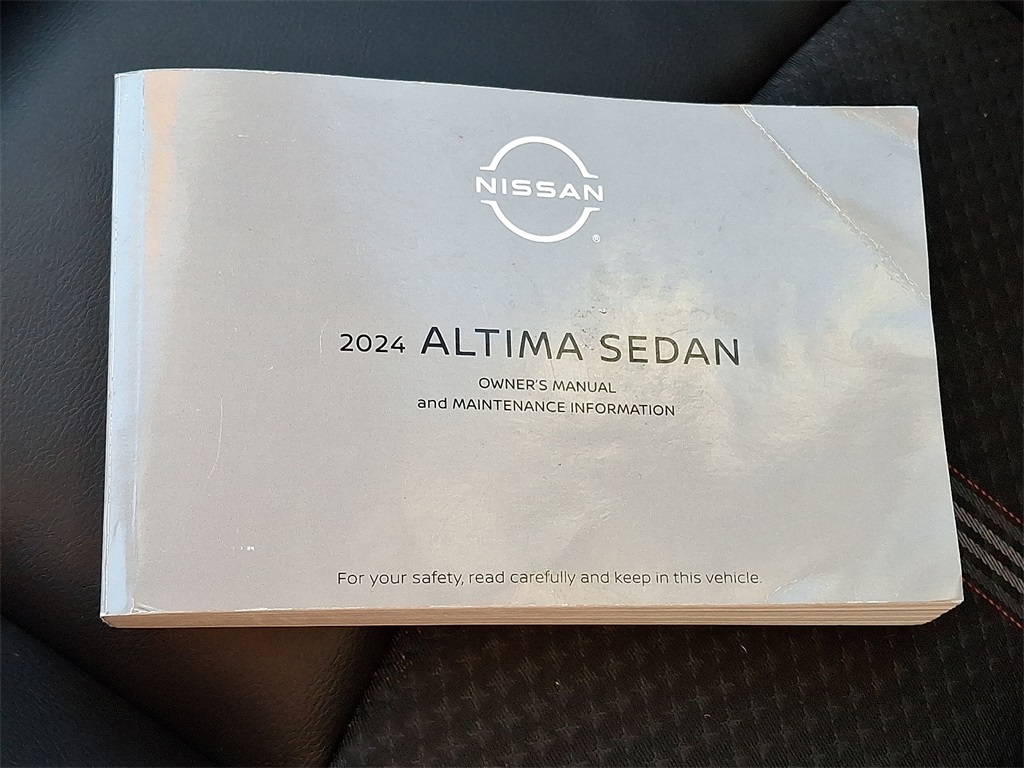 NISSAN
®
2024 ALTIMA SEDAN
OWNER'S MANUAL
and MAINTENANCE INFORMATION
For your safety, read carefully and keep in this vehicle.